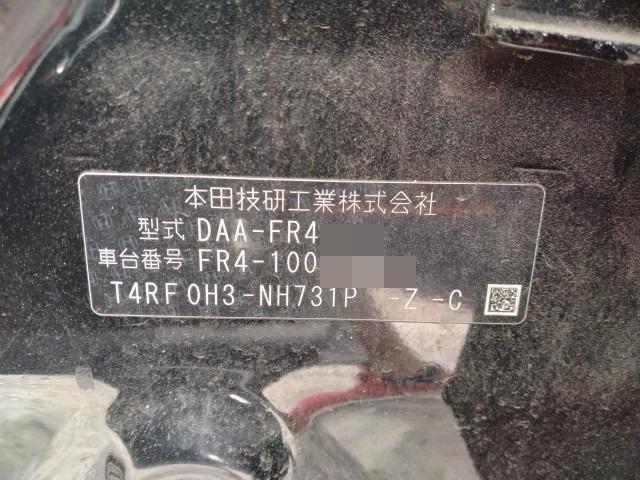 本田技研工業株式会社
型式 DAA-FR4
車台番号 FR4-100
T4RF 0H3-NH731P -Z -C